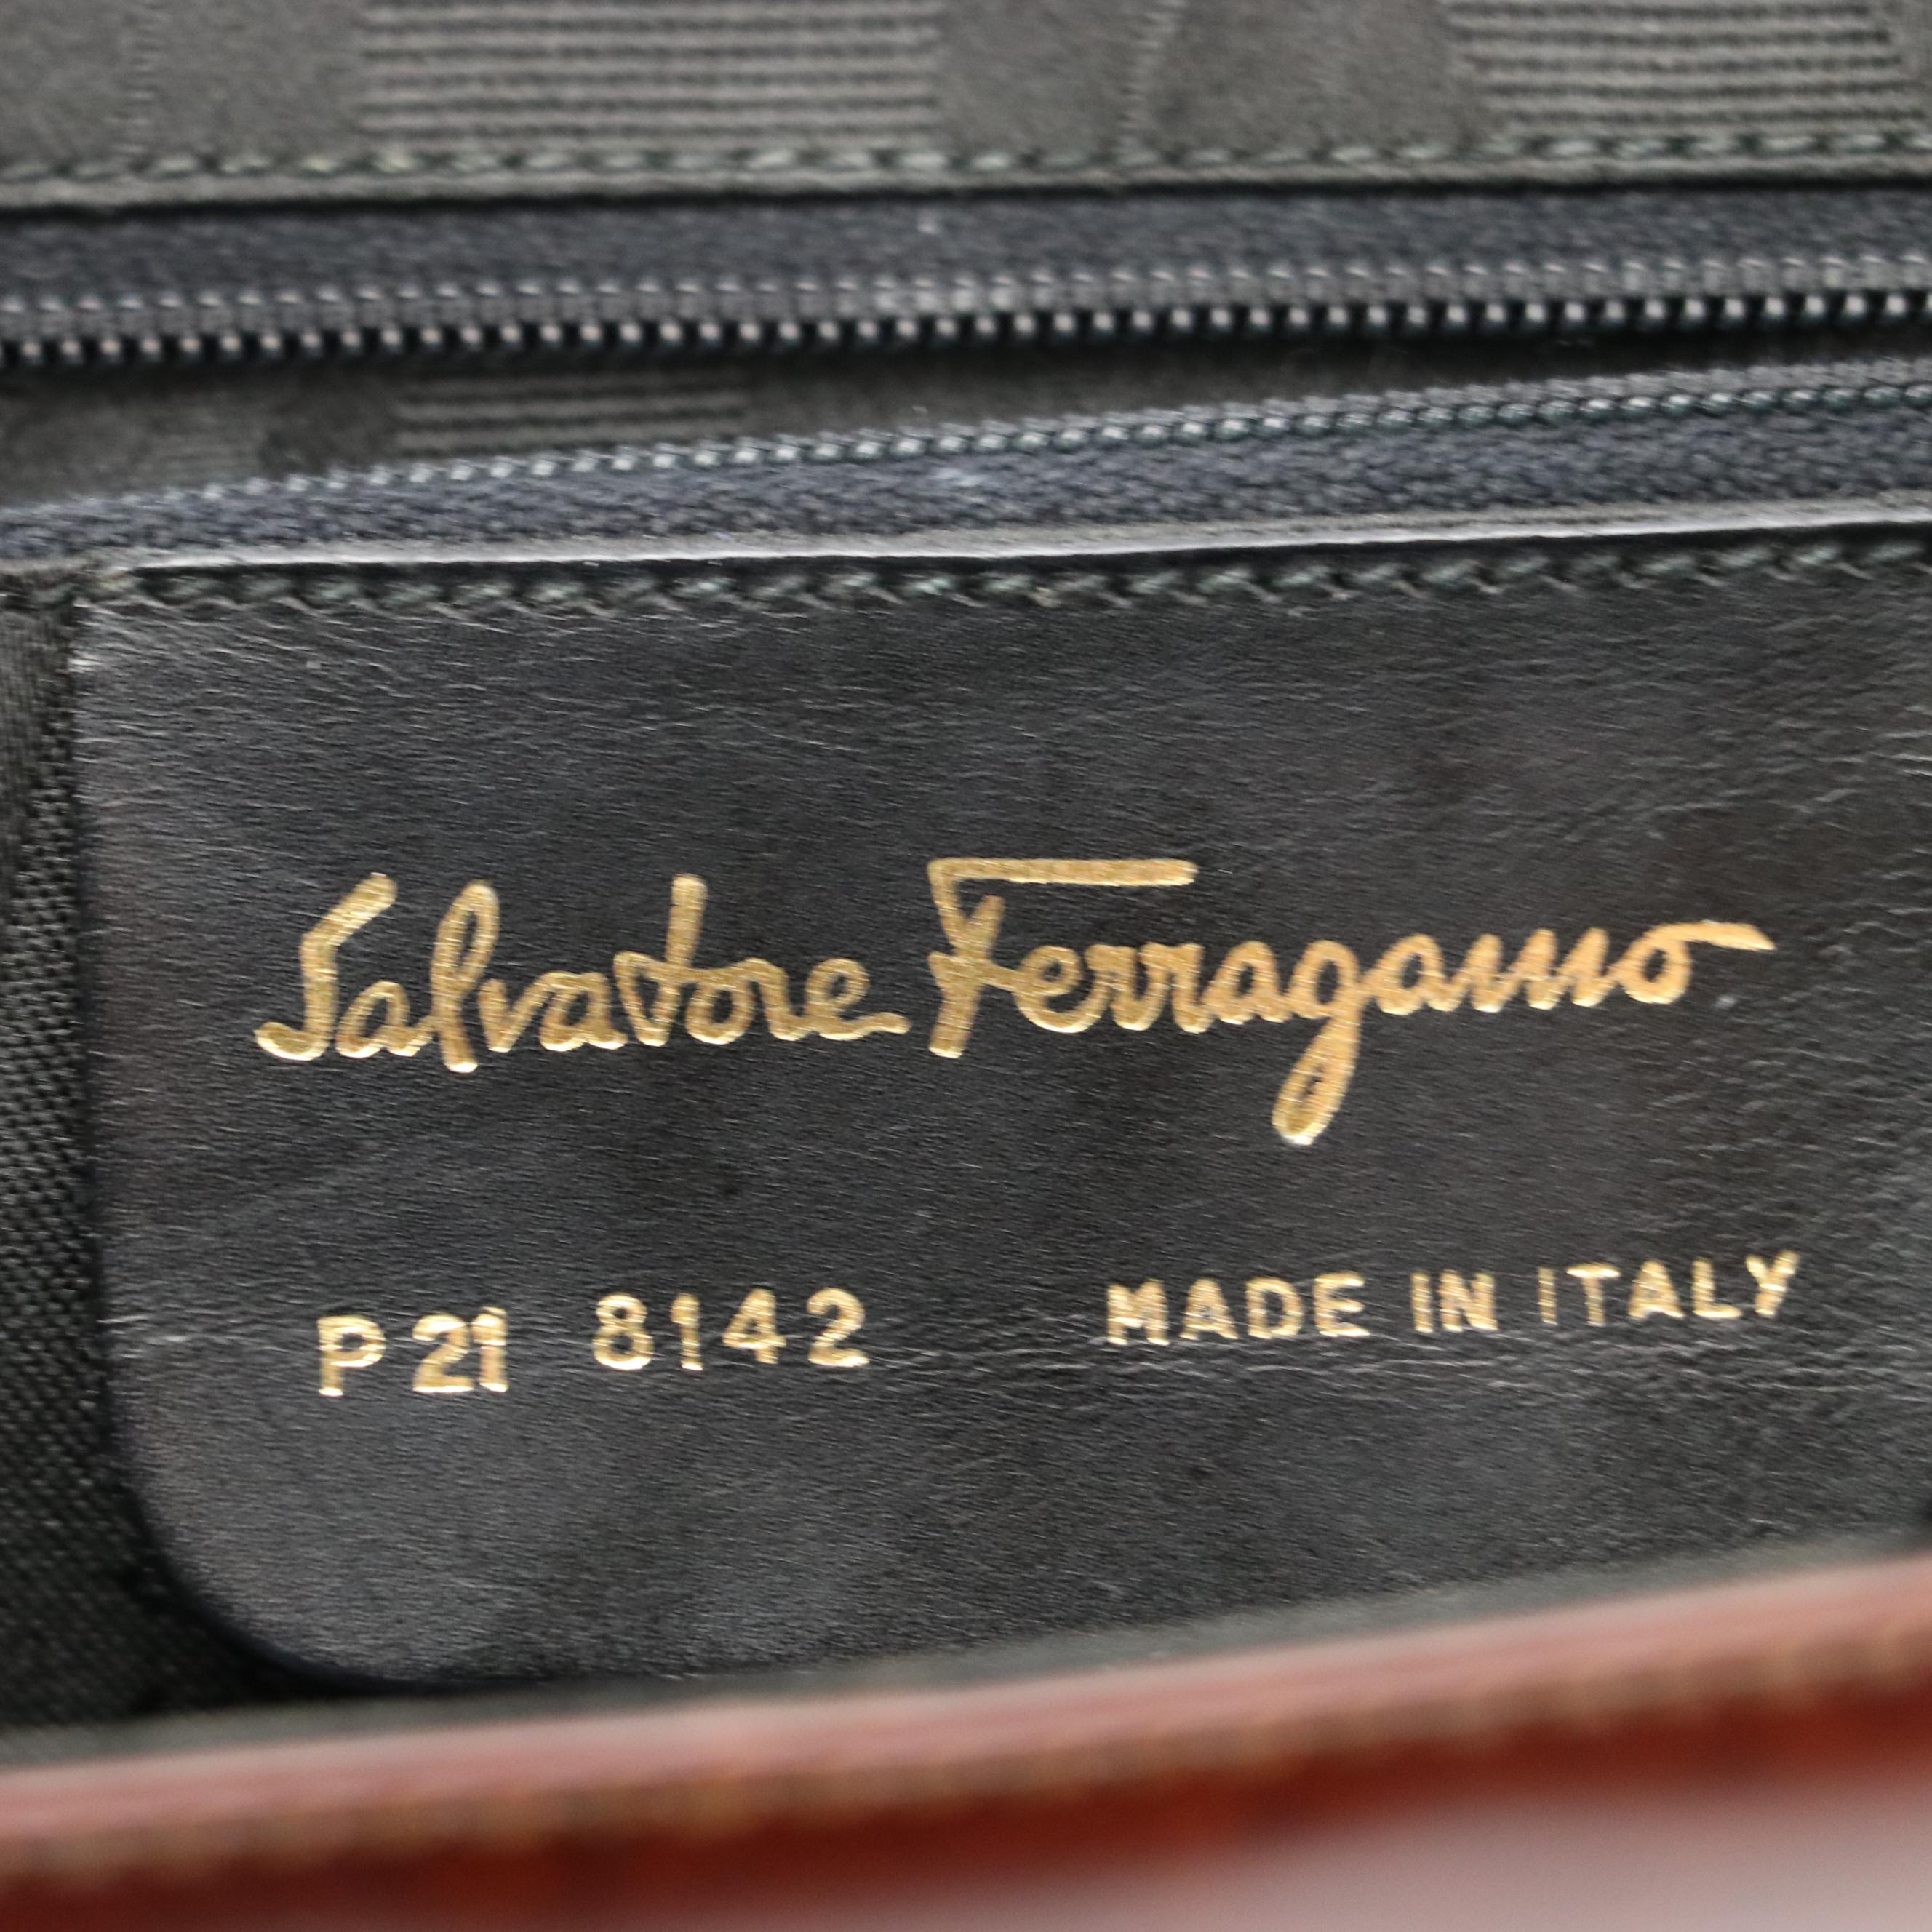 Salvatore Ferragamo
P21 8142 MADE IN ITALY